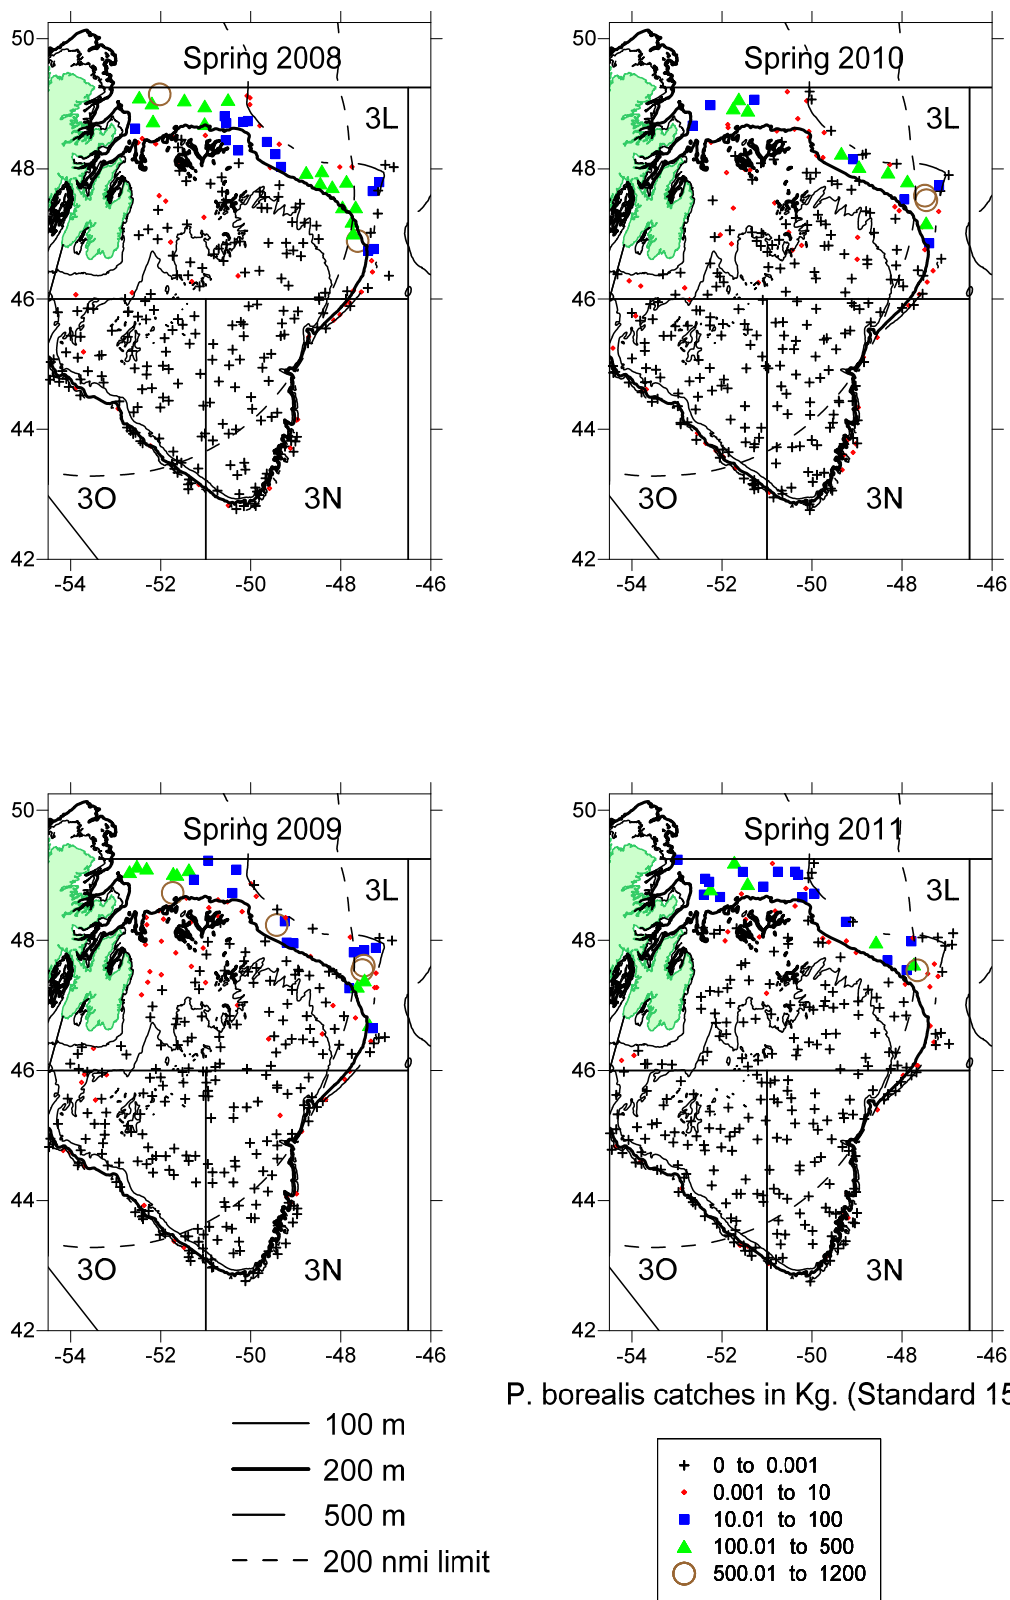 50
Spring 2008
3L
48
46
44
3O
3N
42
-54
-52
-50
-48
-46
50
Spring 2010
3L
48
46
44
3O
3N
42
-54
-52
-50
-48
-46
50
Spring 2009
3L
48
46
44
3O
3N
42
-54
-52
-50
-48
-46
50
Spring 2011
3L
48
46
44
3O
3N
42
-54
-52
-50
-48
-46
P. borealis catches in Kg. (Standard 15
100 m
200 m
500 m
200 nmi limit
0 to 0.001
0.001 to 10
10.01 to 100
100.01 to 500
500.01 to 1200